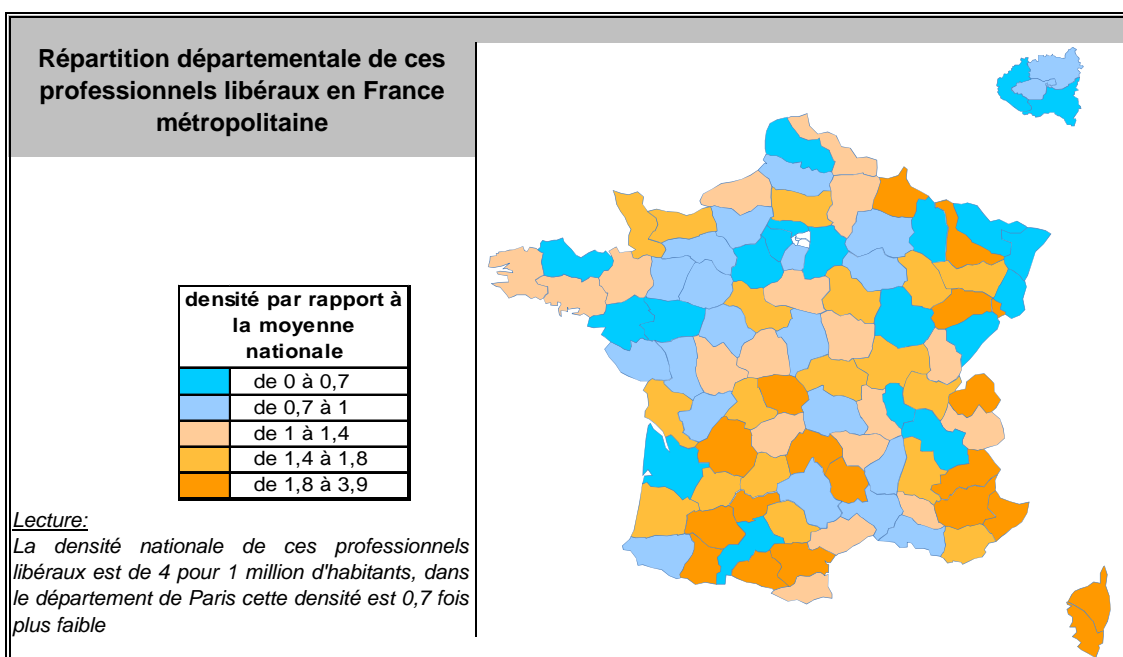 Répartition départementale de ces
professionnels libéraux en France
métropolitaine
densité par rapport à
la moyenne
nationale
de 0 à 0,7
de 0,7 à 1
de 1 à 1,4
de 1,4 à 1,8
de 1,8 à 3,9
Lecture:
La densité nationale de ces professionnels
libéraux est de 4 pour 1 million d'habitants, dans
le département de Paris cette densité est 0,7 fois
plus faible